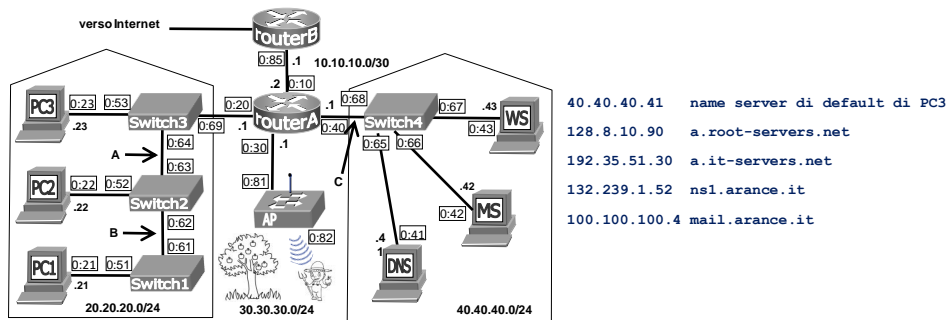 verso Internet
routerB
0:85
.1
10.10.10.0/30
.2
0:10
PC3
0:23
0:53
.23
Switch3
0:20
0:69
.1
routerA
.1
0:40
0:68
Switch4
0:67
.43
0:43
WS
A
0:64
0:63
0:30
.1
C
0:65
0:66
PC2
0:22
0:52
.22
Switch2
0:81
AP
0:82
.42
0:42
MS
B
0:62
0:61
.4
1
0:41
DNS
PC1
0:21
0:51
.21
Switch1
20.20.20.0/24
30.30.30.0/24
40.40.40.0/24
40.40.40.41 name server di default di PC3
128.8.10.90 a.root-servers.net
192.35.51.30 a.it-servers.net
132.239.1.52 ns1.arance.it
100.100.100.4 mail.arance.it